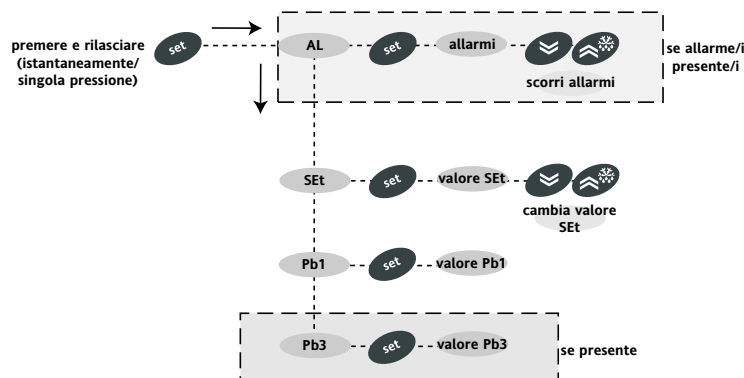 premere e rilasciare
(istantaneamente/
singola pressione)
set
AL
set
allarmi
scorri allarmi
se allarme/i
presente/i
SEt
set
valore SEt
cambia valore
SEt
Pb1
set
valore Pb1
Pb3
set
valore Pb3
se presente